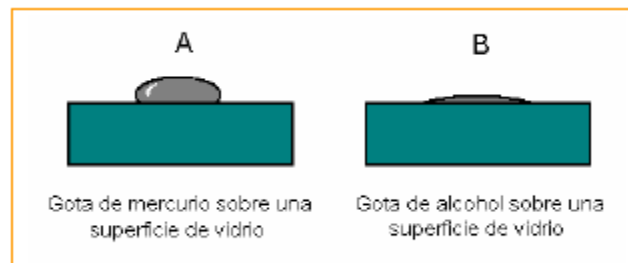 A
B
Gota de mercurio sobre una
superficie de vidrio
Gota de alcohol sobre una
superficie de vidrio